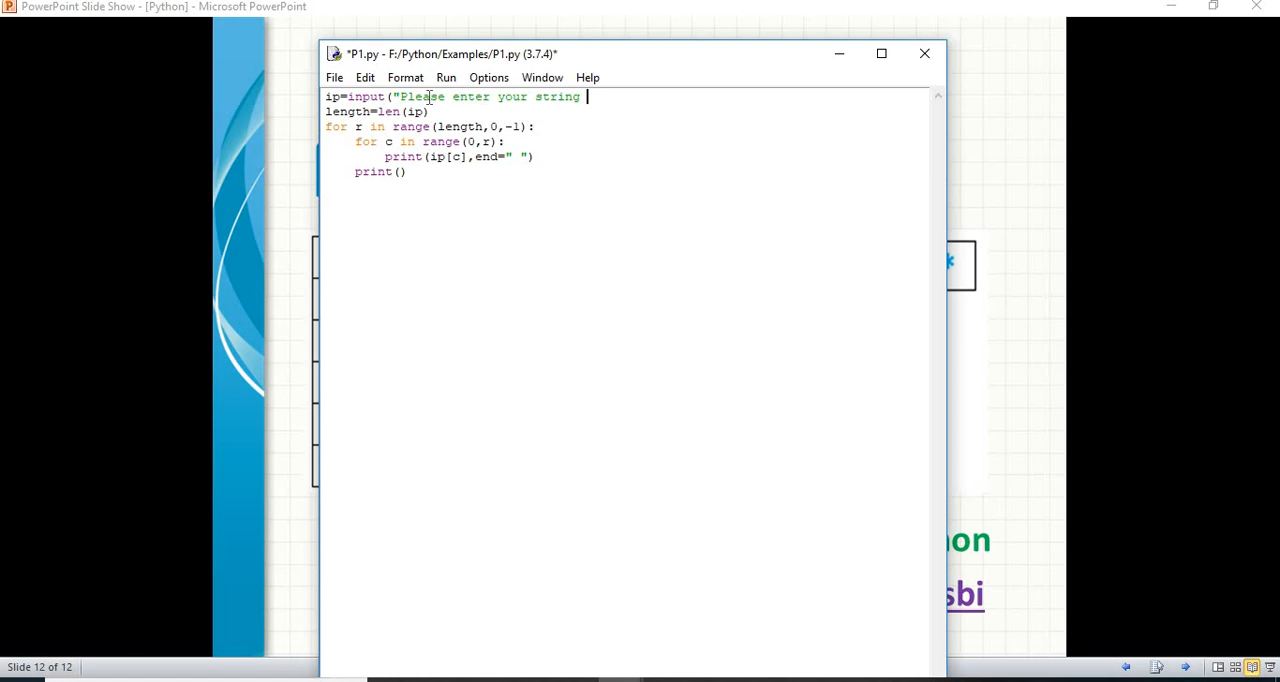 PowerPoint Slide Show - [Python] - Microsoft PowerPoint
*P1.py - F:/Python/Examples/P1.py (3.7.4)*
File Edit Format Run Options Window Help
ip=input("Please enter your string
length=len(ip)
for r in range(length,0,-1):
    for c in range(0,r):
        print(ip[c],end=" ")
    print()
*
on
sbi
Slide 12 of 12